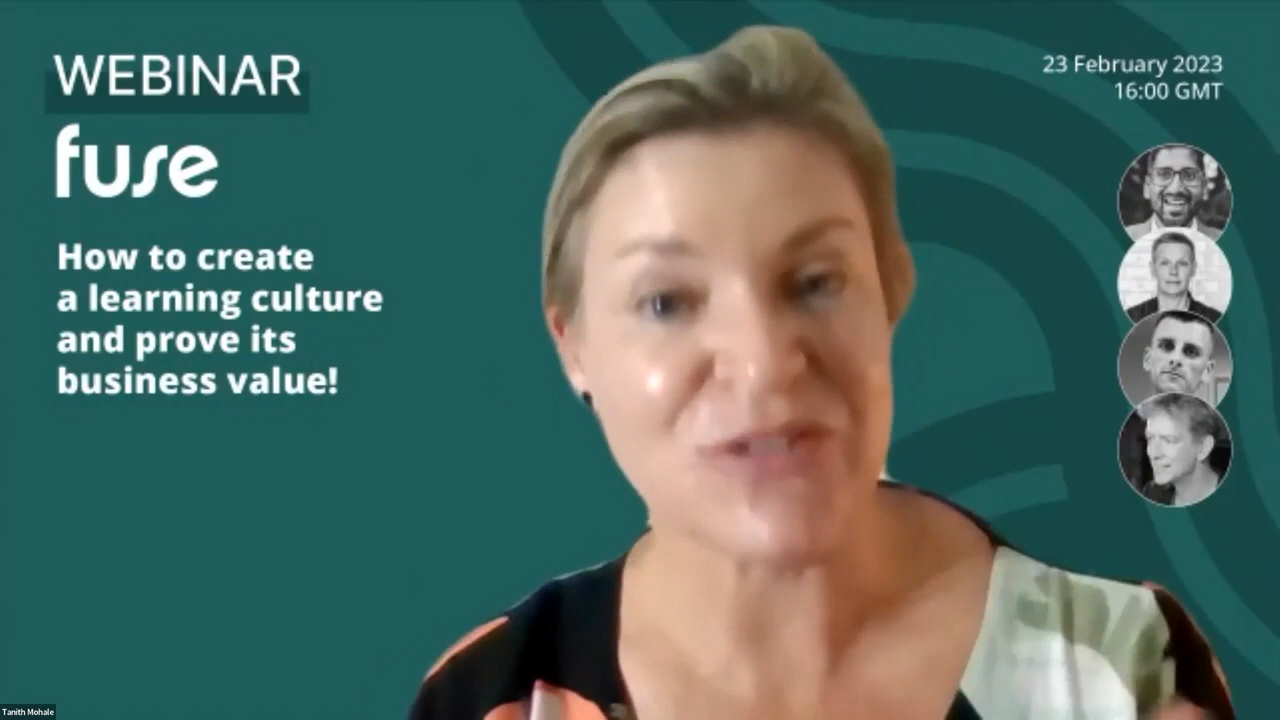 WEBINAR
fuse
How to create
a learning culture
and prove its
business value!
23 February 2023
16:00 GMT
Tanith Mohale